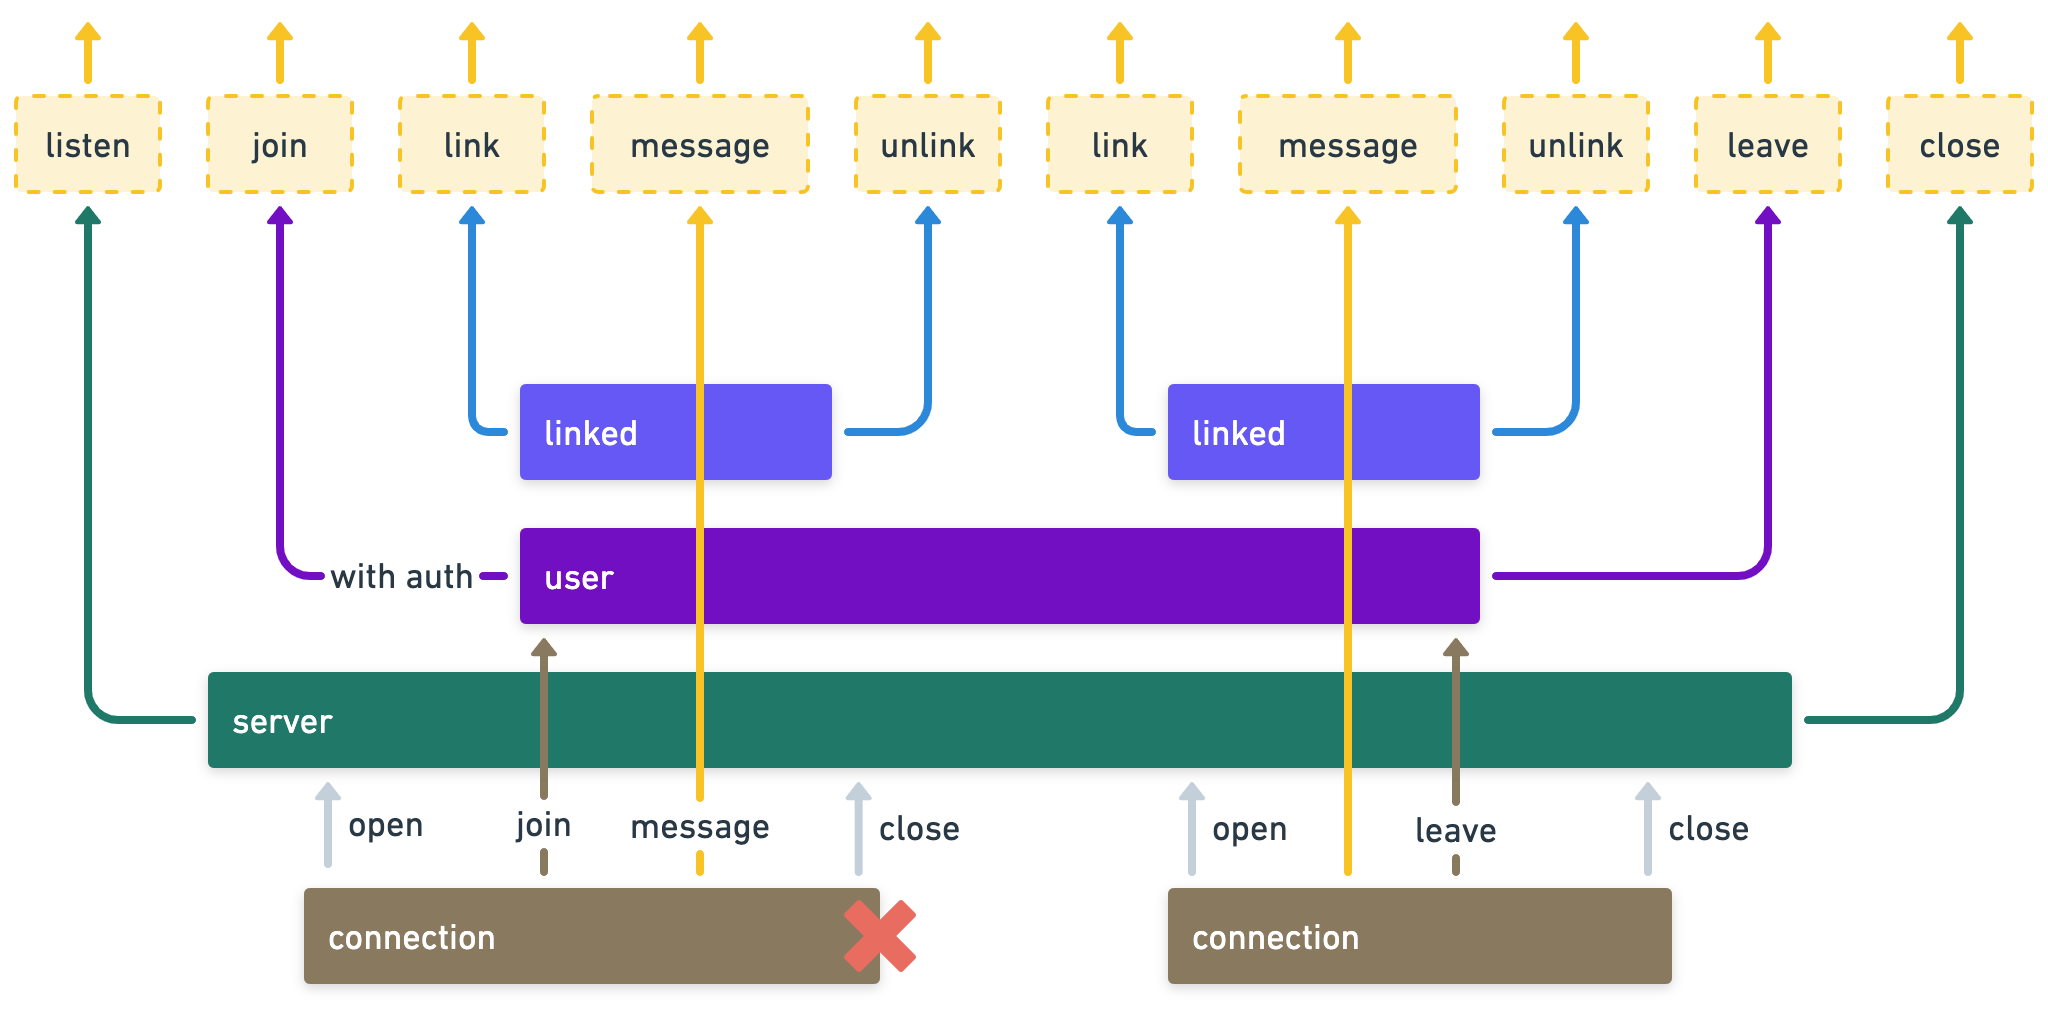 listen
join
link
message
unlink
link
message
unlink
leave
close
linked
linked
with auth
user
server
open
join
message
close
open
leave
close
connection
connection